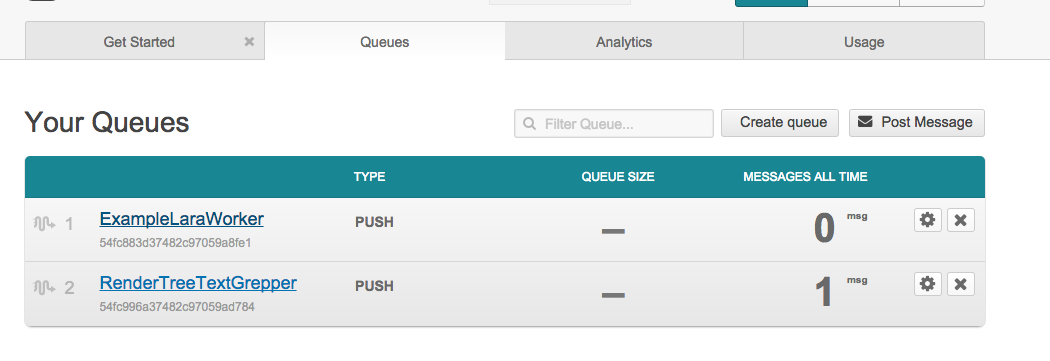 Get Started Queues Analytics Usage
Your Queues Filter Queue... Create queue Post Message
TYPE QUEUE SIZE MESSAGES ALL TIME
1 ExampleLaraWorker PUSH – 0 msg
54fc883d37482c97059a8fe1
2 RenderTreeTextGrepper PUSH – 1 msg
54fc996a37482c97059ad784